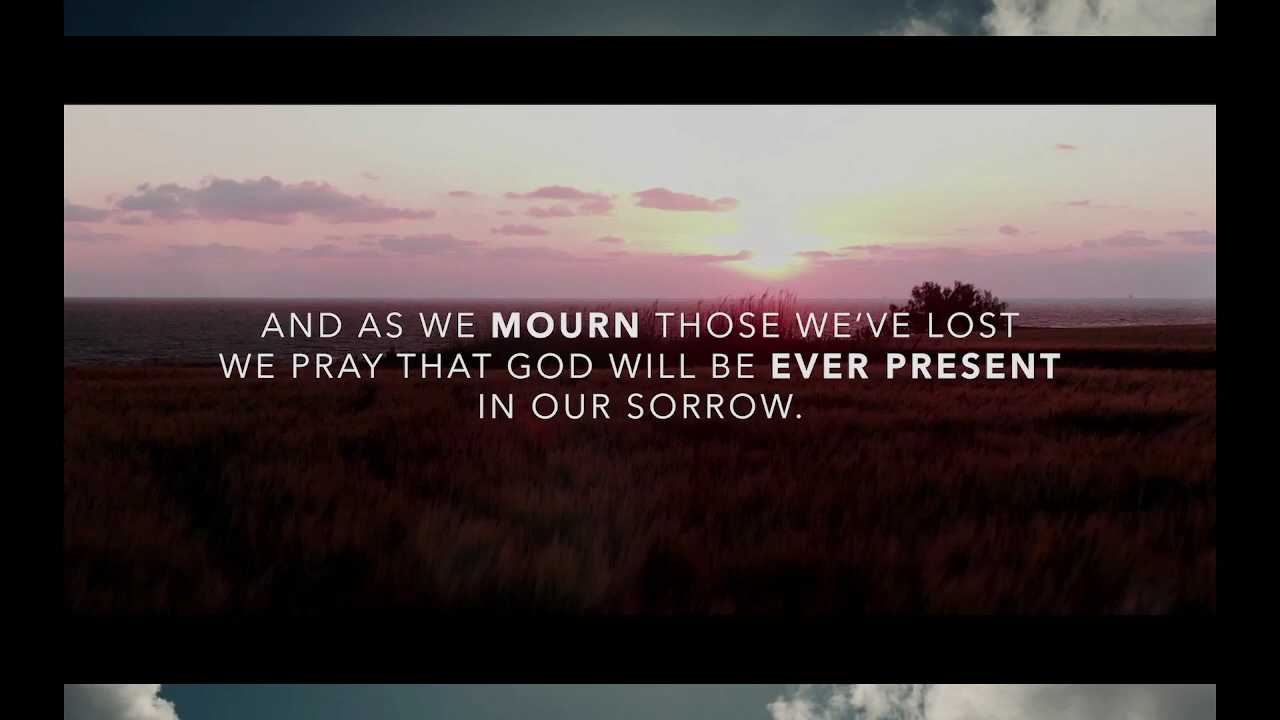 AND AS WE MOURN THOSE WE'VE LOST
WE PRAY THAT GOD WILL BE EVER PRESENT
IN OUR SORROW.